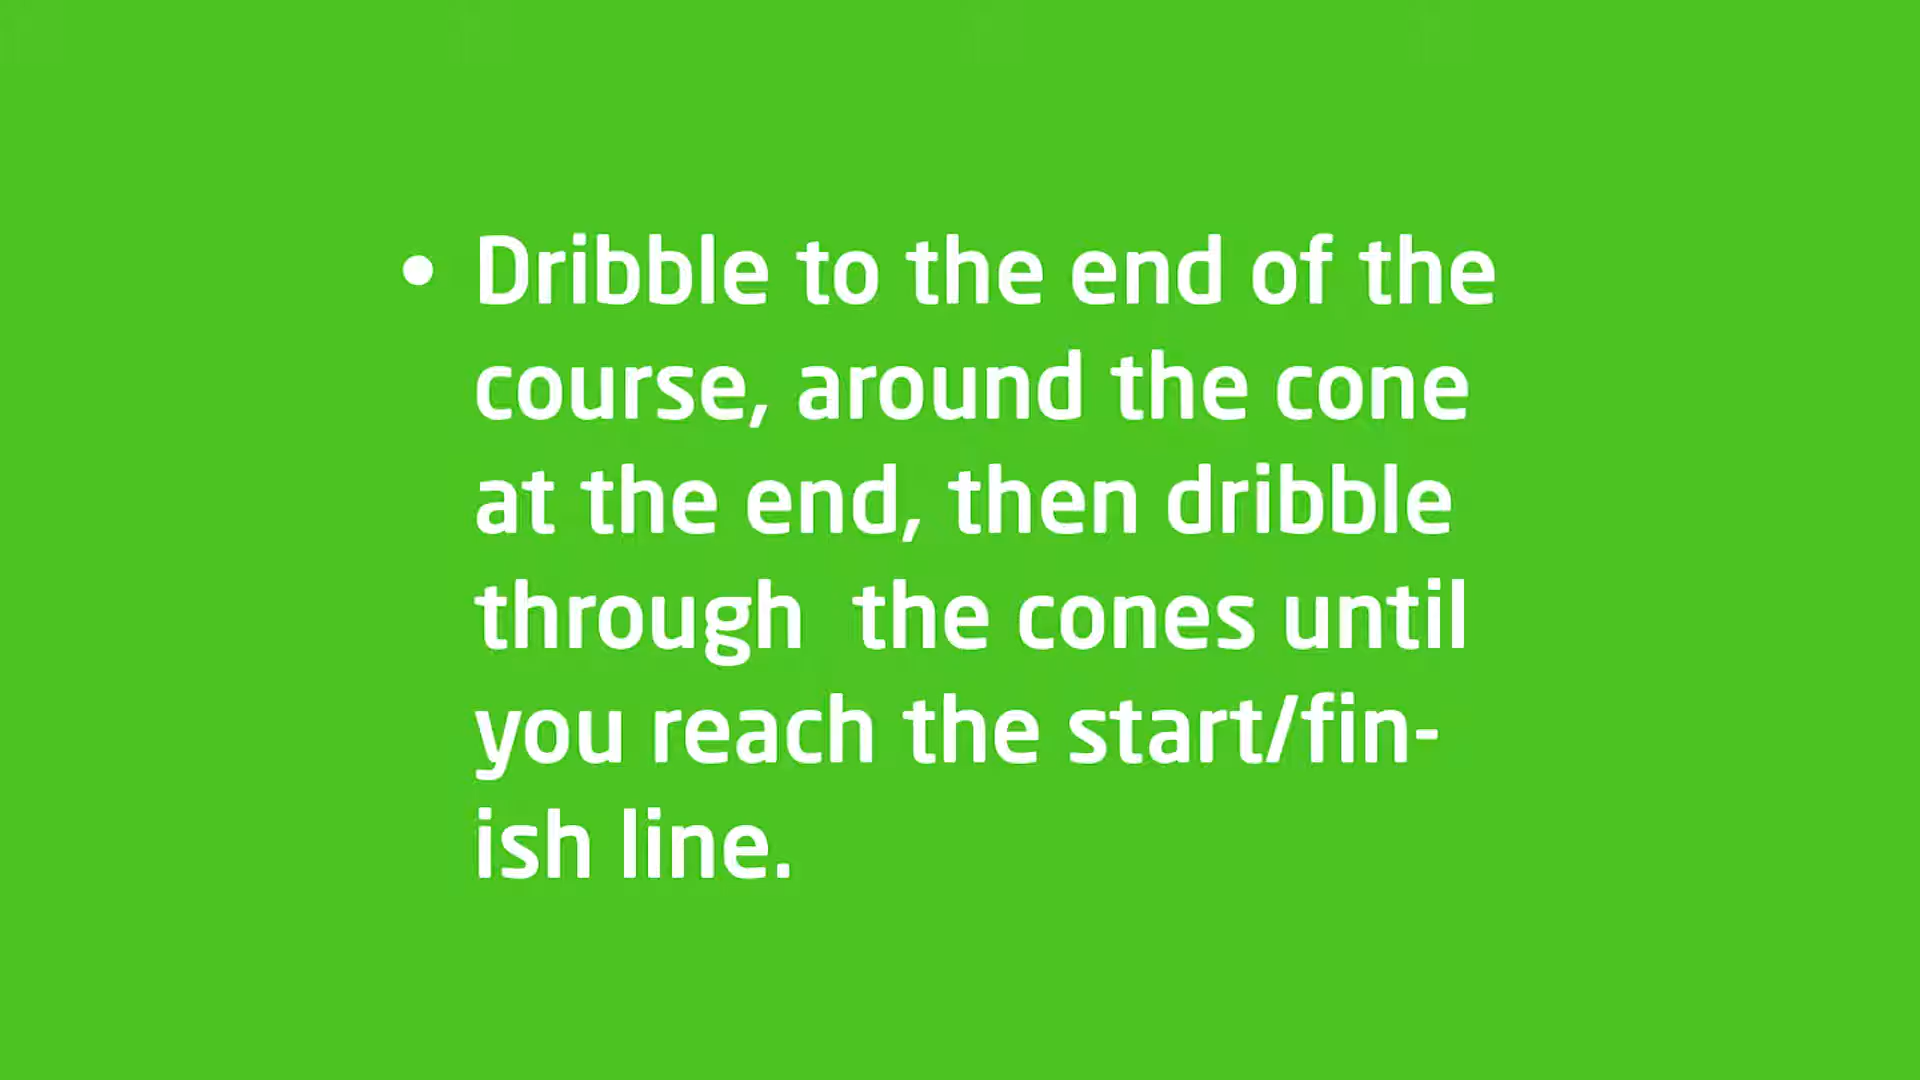 • Dribble to the end of the
course, around the cone
at the end, then dribble
through  the cones until
you reach the start/fin-
ish line.